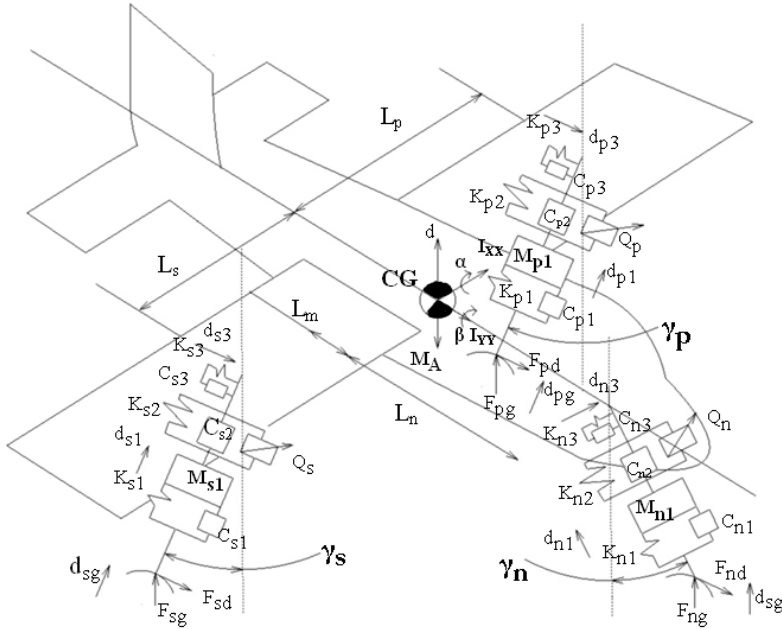 Lp
Kp3
dp3
Cp3
Kp2
Cp2
Qp
IXX
Mp1
dp1
Kp1
Cp1
γp
d
α
CG
β IYY
MA
Ls
Lm
Ln
Fpd
Fpg
dpg
dn3
Cn3
Kn3
Qn
Cn2
Kn2
Mn1
Cn1
dn1
Kn1
γn
Fnd
Fng
dsg
ds3
Ks3
Cs3
Ks2
Cs2
ds1
Qs
Ks1
Ms1
Cs1
γs
dsg
Fsg
Fsd